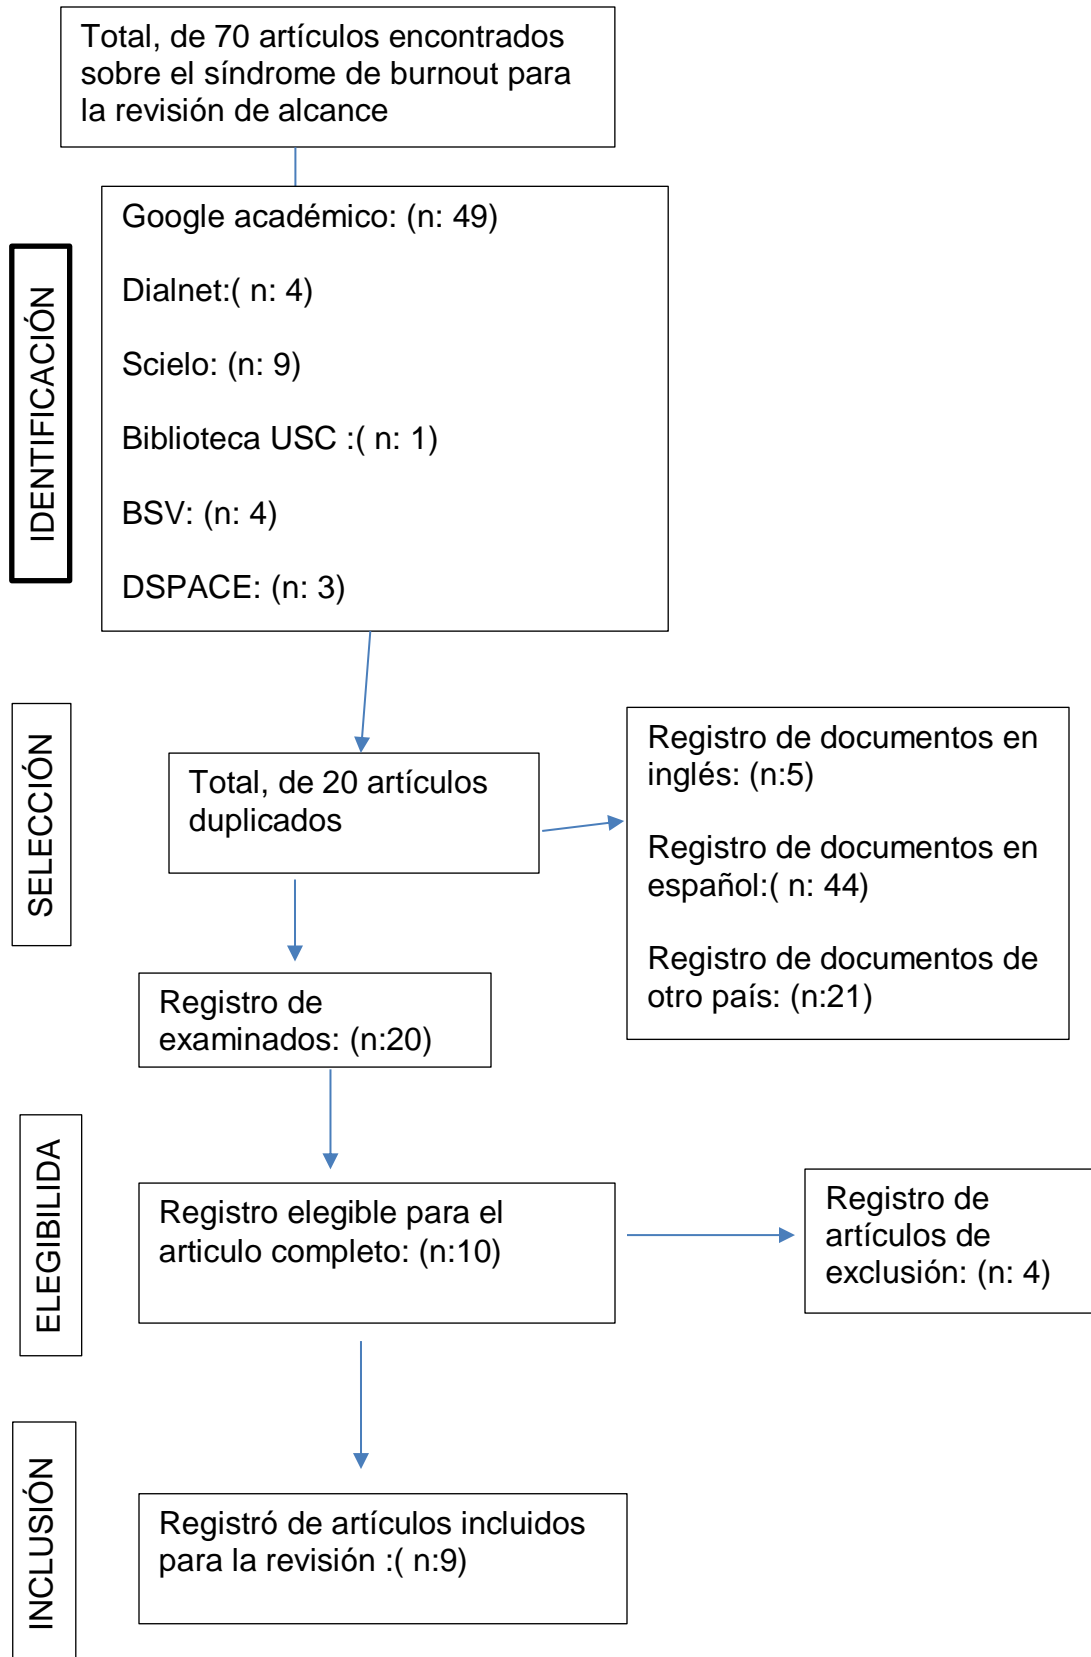 Total, de 70 artículos encontrados
sobre el síndrome de burnout para
la revisión de alcance
IDENTIFICACIÓN
Google académico: (n: 49)
Dialnet:( n: 4)
Scielo: (n: 9)
Biblioteca USC :( n: 1)
BSV: (n: 4)
DSPACE: (n: 3)
SELECCIÓN
Total, de 20 artículos
duplicados
Registro de documentos en
inglés: (n:5)
Registro de documentos en
español:( n: 44)
Registro de documentos de
otro país: (n:21)
Registro de
examinados: (n:20)
ELEGIBILIDA
Registro elegible para el
articulo completo: (n:10)
Registro de
artículos de
exclusión: (n: 4)
INCLUSIÓN
Registró de artículos incluidos
para la revisión :( n:9)